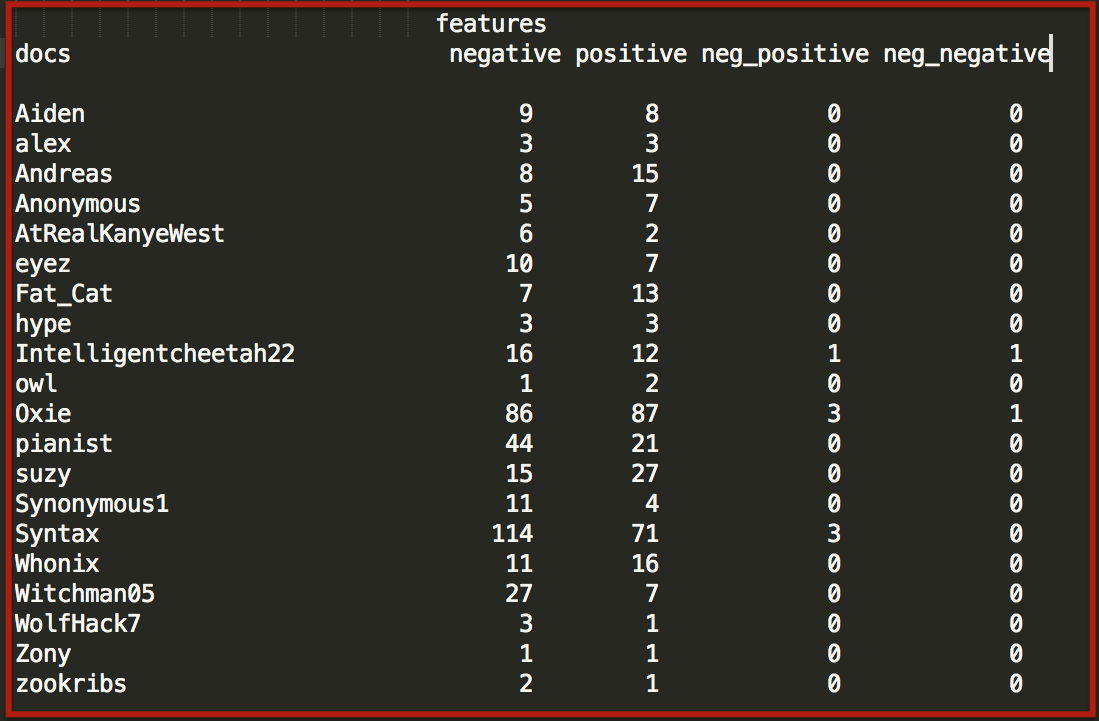 features
docs negative positive neg_positive neg_negative
Aiden 9 8 0 0
alex 3 3 0 0
Andreas 8 15 0 0
Anonymous 5 7 0 0
AtRealKanyeWest 6 2 0 0
eyez 10 7 0 0
Fat_Cat 7 13 0 0
hype 3 3 0 0
Intelligentcheetah22 16 12 1 1
owl 1 2 0 0
Oxie 86 87 3 1
pianist 44 21 0 0
suzy 15 27 0 0
Synonymous1 11 4 0 0
Syntax 114 71 3 0
Whonix 11 16 0 0
Witchman05 27 7 0 0
WolfHack7 3 1 0 0
Zony 1 1 0 0
zookribs 2 1 0 0